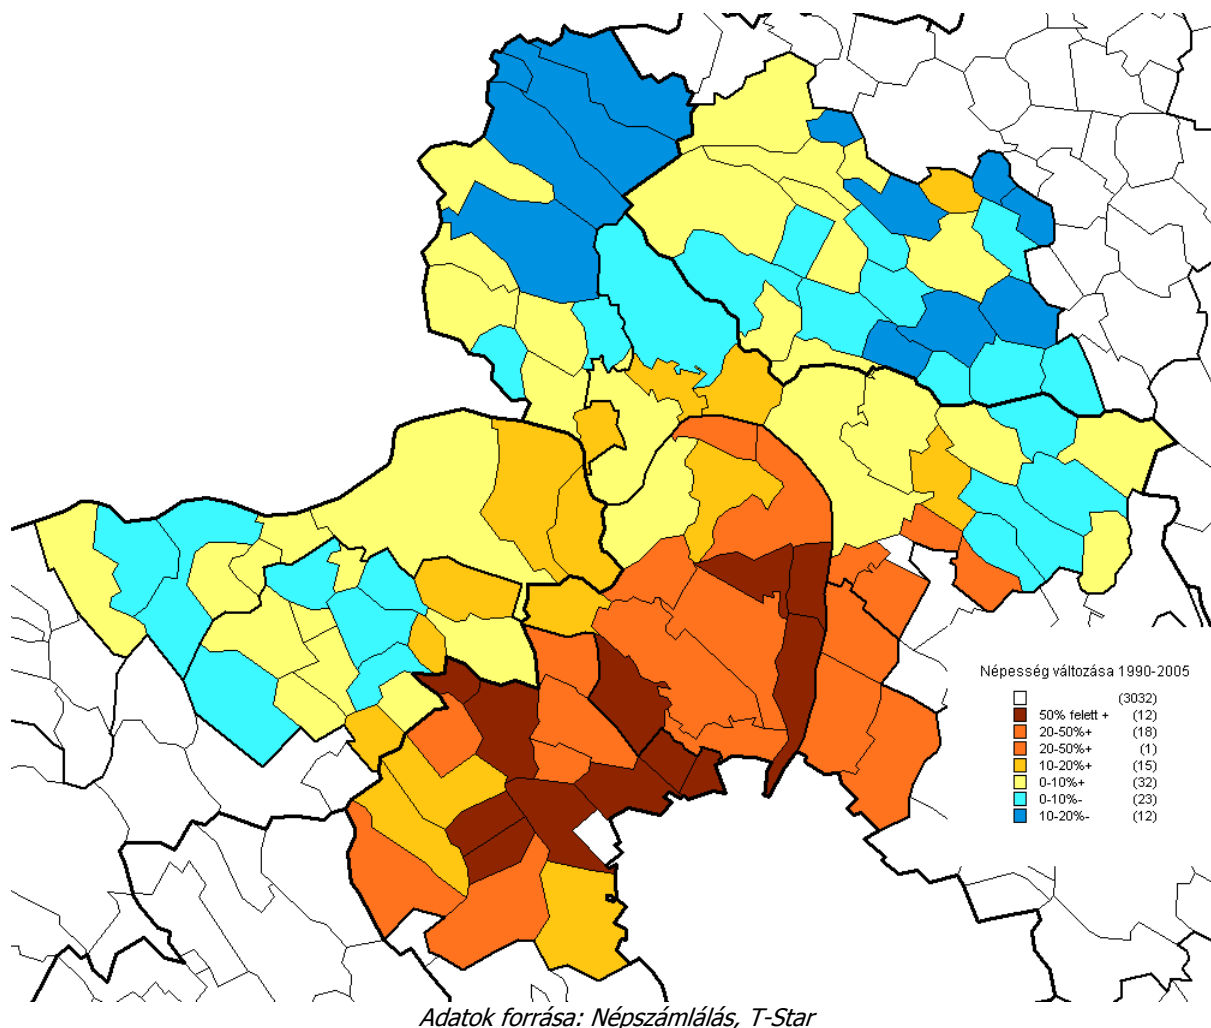 Népesség változása 1990-2005
(3032)
50% felett + (12)
20-50%+ (18)
20-50%+ (1)
10-20%+ (15)
0-10%+ (32)
0-10%- (23)
10-20%- (12)
Adatok forrása: Népszámlálás, T-Star